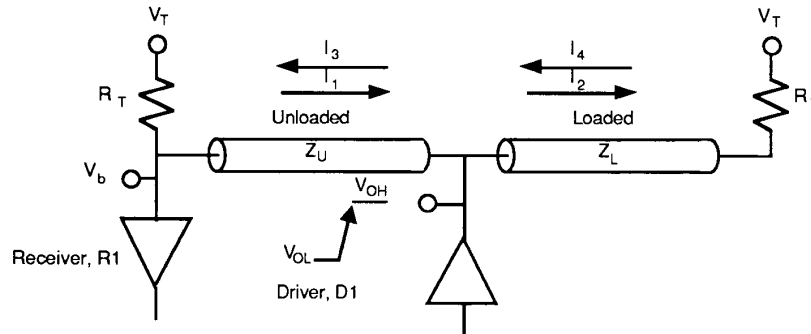 V_T
V_T
I_3
I_4
I_1
I_2
R_T
R
Unloaded
Loaded
Z_U
Z_L
V_b
V_OH
V_OL
Receiver, R1
Driver, D1